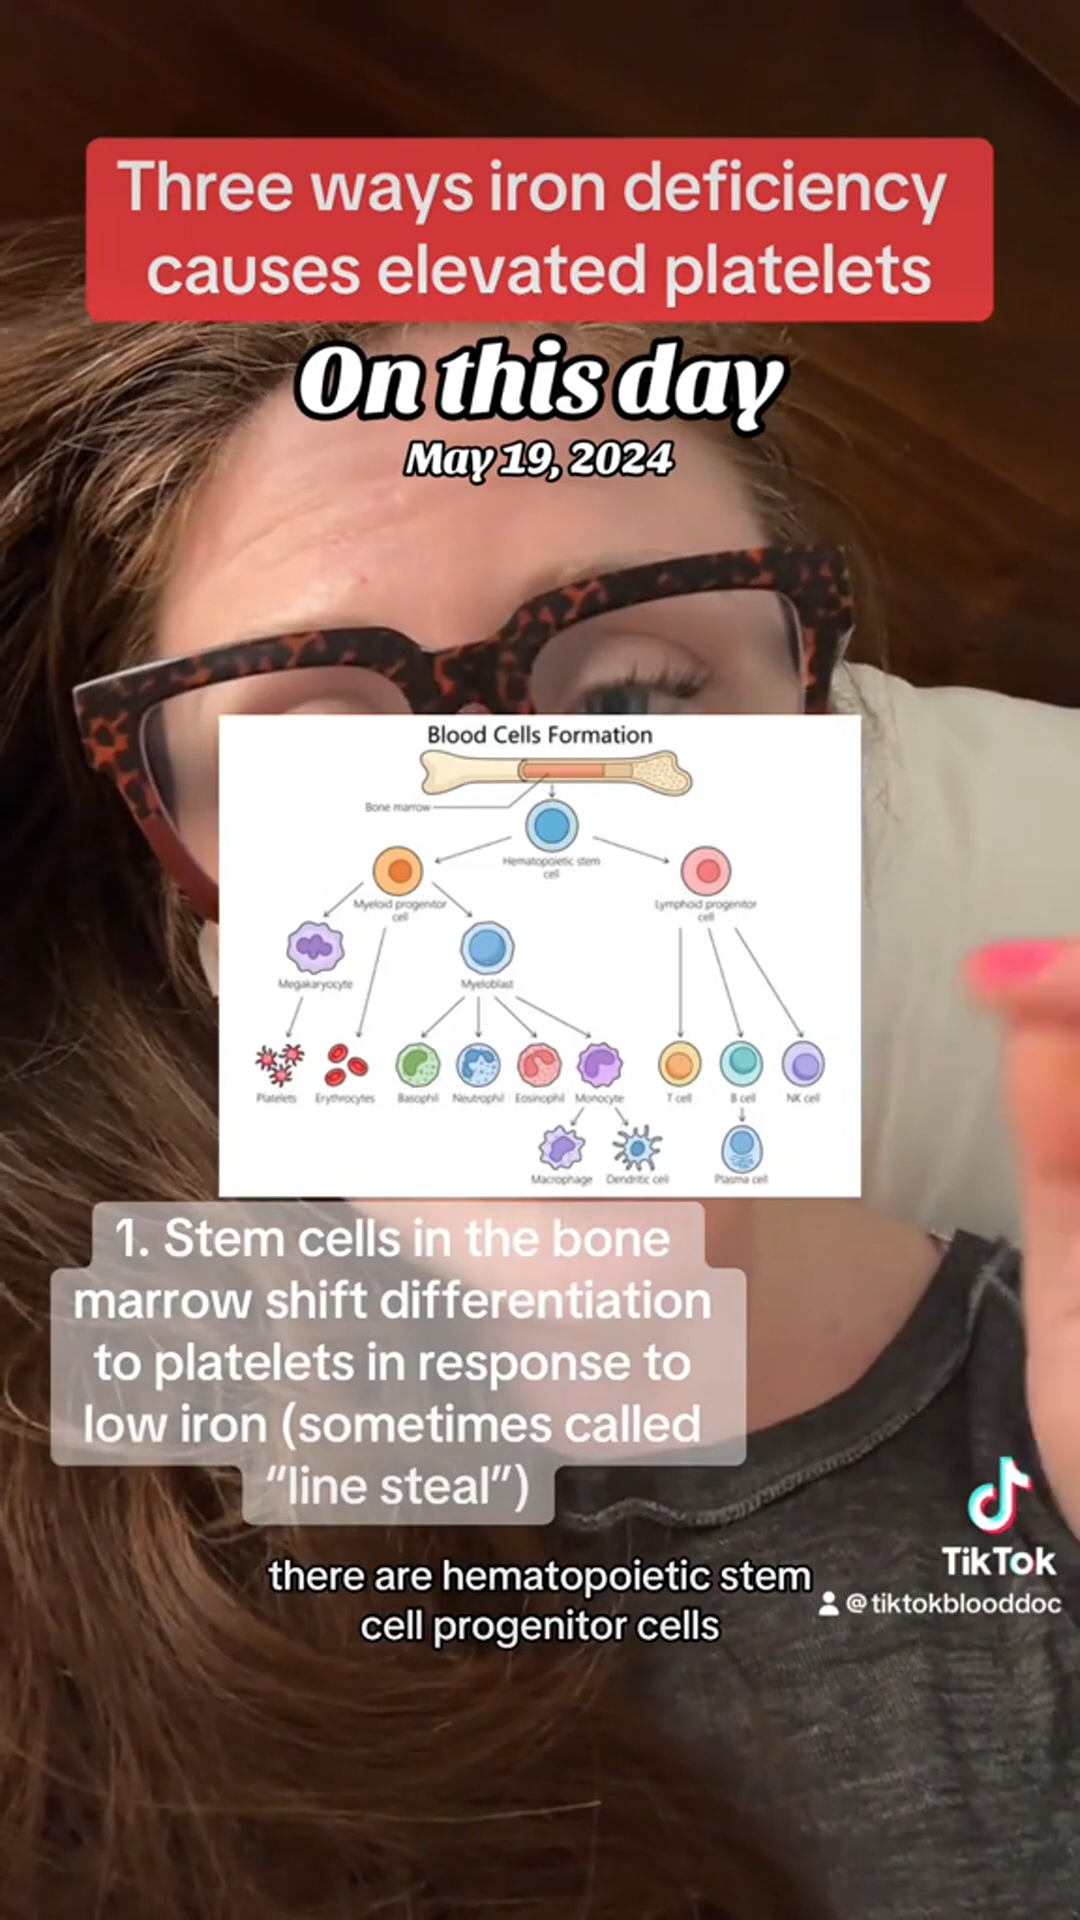 Three ways iron deficiency
causes elevated platelets
On this day
May 19, 2024
Blood Cells Formation
Bone marrow
Hematopoietic stem
cell
Myeloid progenitor
cell
Lymphoid progenitor
cell
Megakaryocyte
Myeloblast
Platelets
Erythrocytes
Basophil
Neutrophil
Eosinophil
Monocyte
T cell
B cell
NK cell
Macrophage
Dendritic cell
Plasma cell
1. Stem cells in the bone
marrow shift differentiation
to platelets in response to
low iron (sometimes called
"line steal")
there are hematopoietic stem
cell progenitor cells
TikTok
@tiktokblooddoc